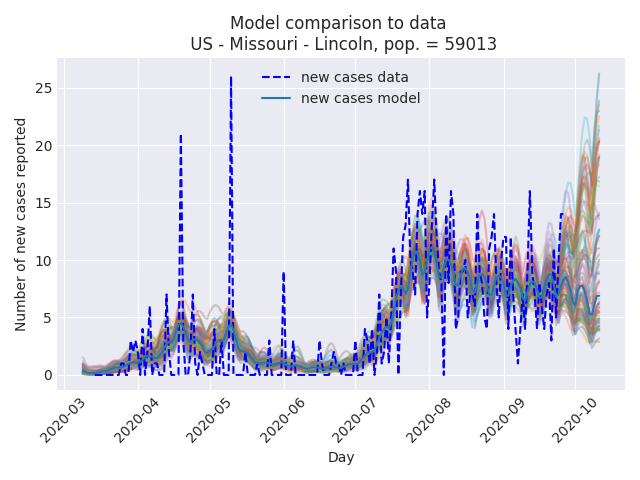 Model comparison to data
US - Missouri - Lincoln, pop. = 59013
new cases data
new cases model
Number of new cases reported
25
20
15
10
5
0
2020-03
2020-04
2020-05
2020-06
2020-07
2020-08
2020-09
2020-10
Day